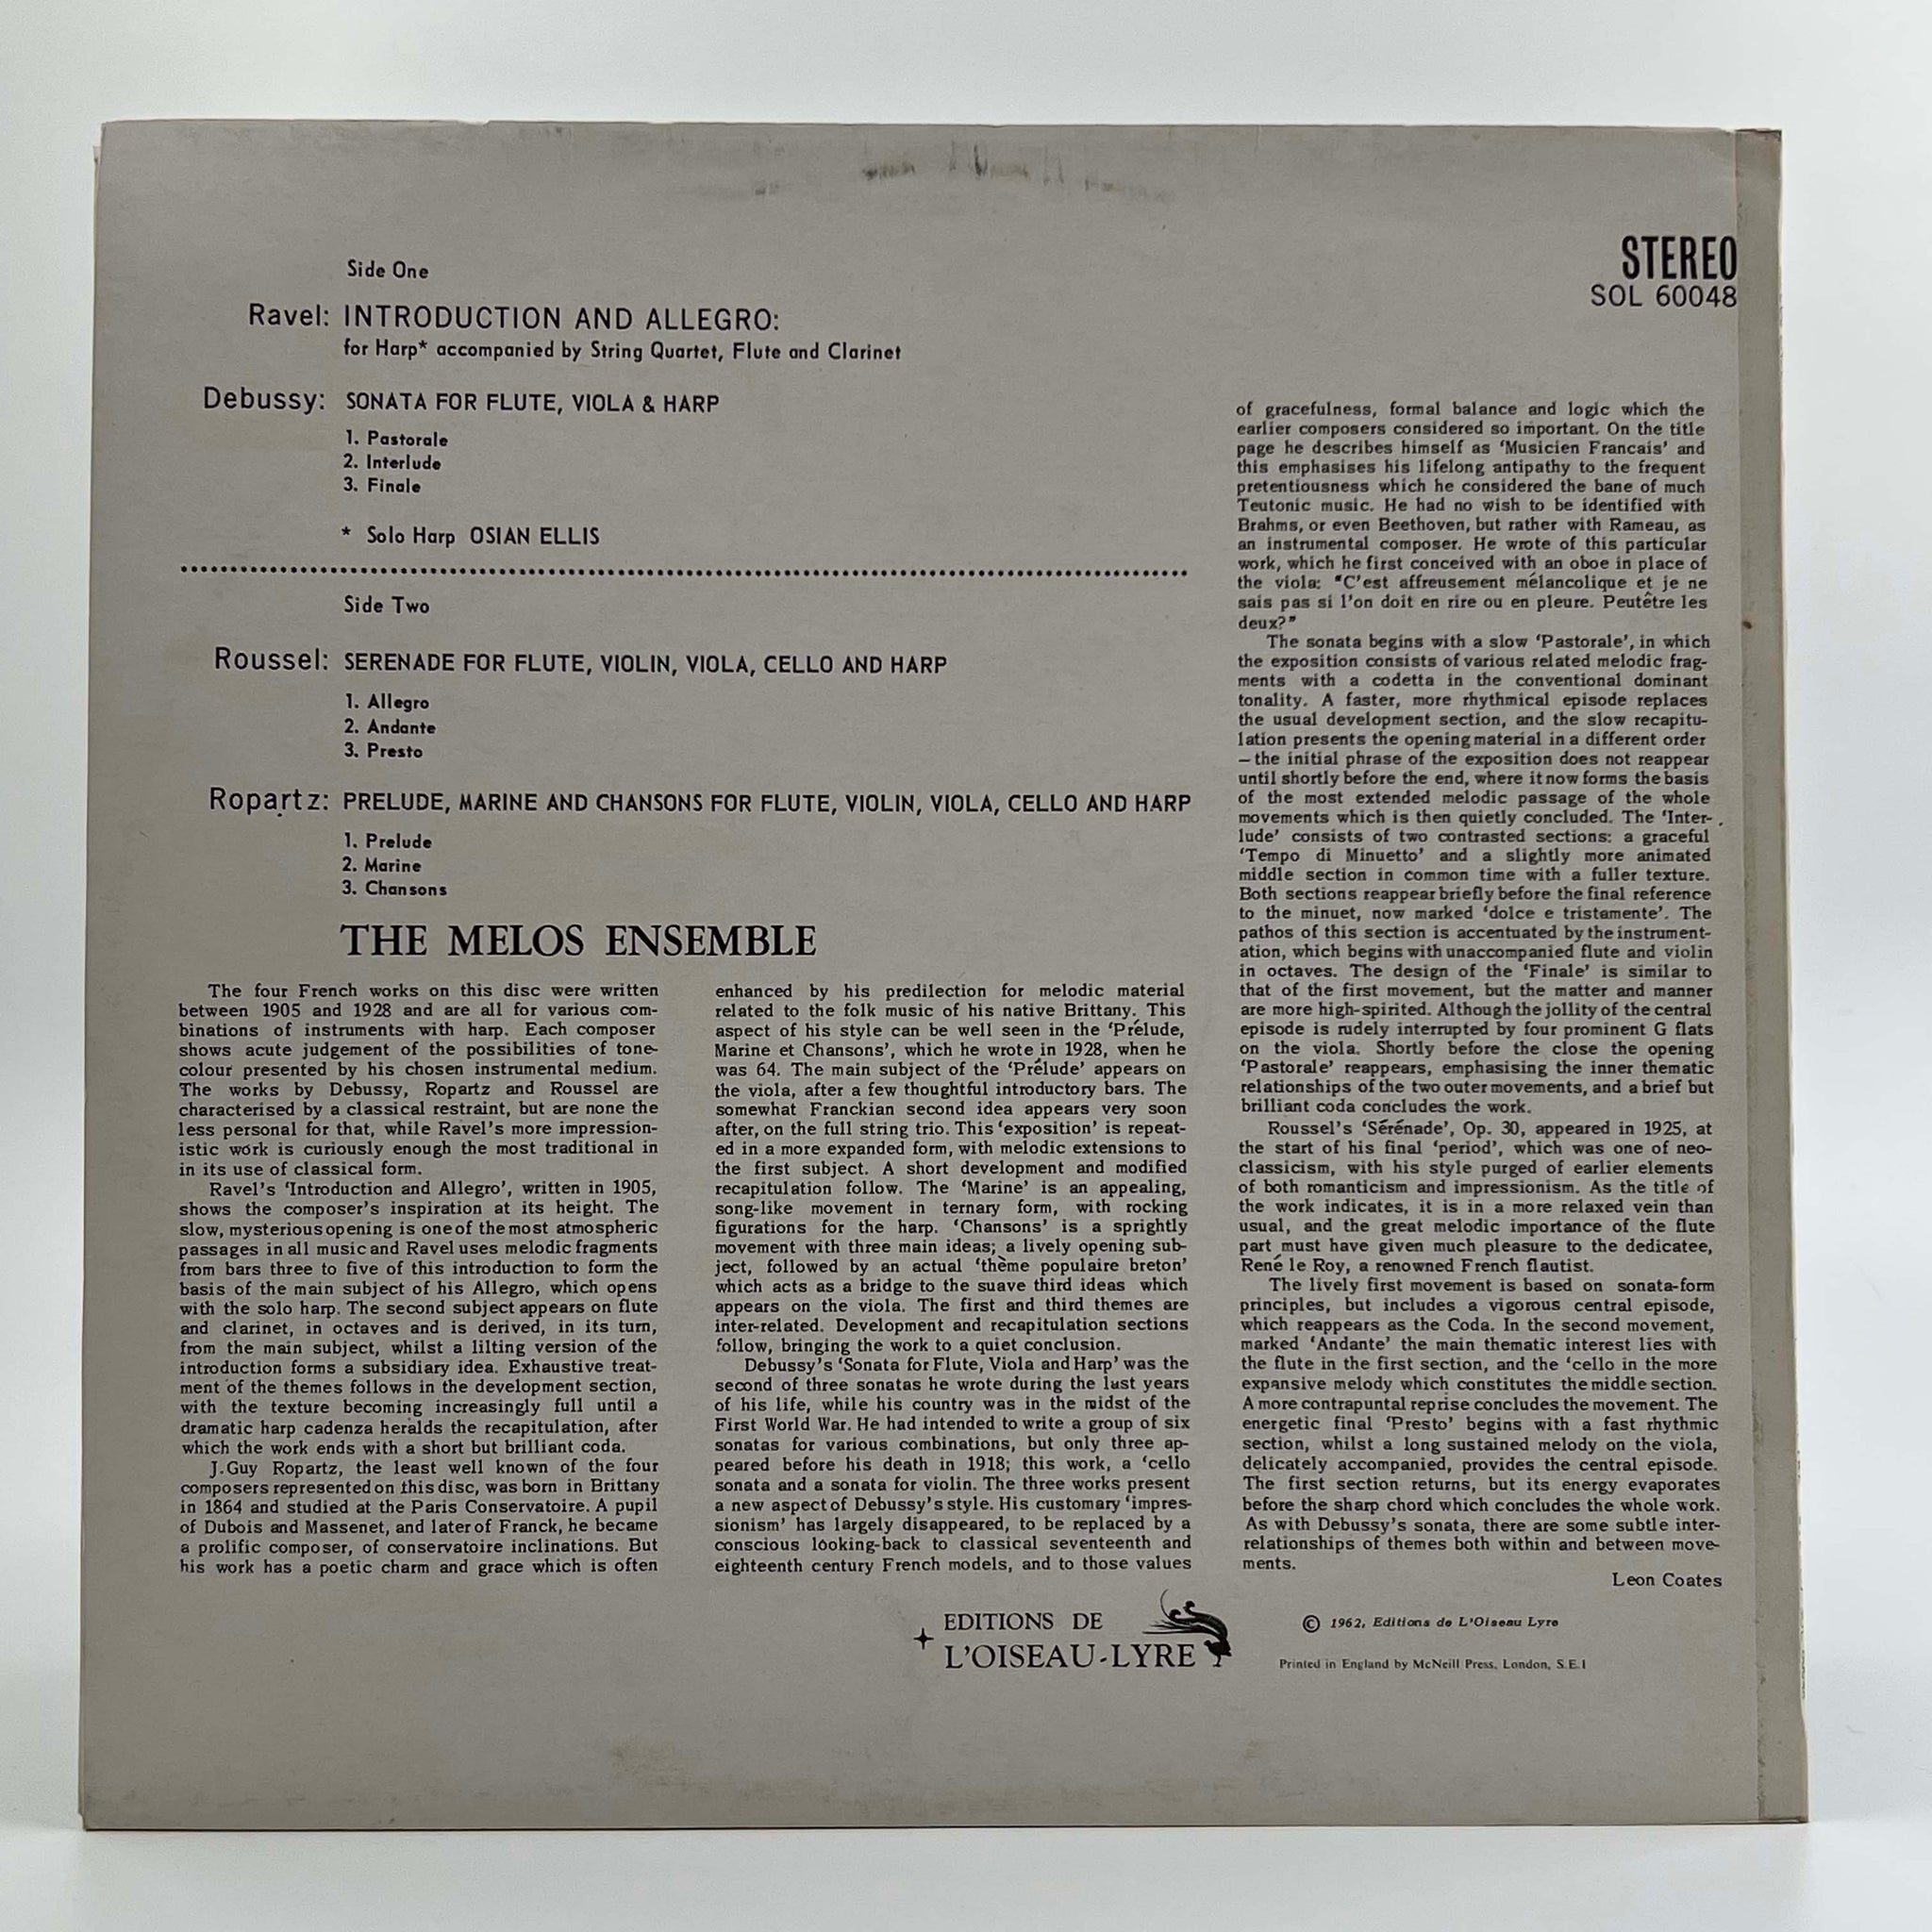 STEREO
SOL 60048
Side One
Ravel: INTRODUCTION AND ALLEGRO:
for Harp* accompanied by String Quartet, Flute and Clarinet
Debussy: SONATA FOR FLUTE, VIOLA & HARP
1. Pastorale
2. Interlude
3. Finale
* Solo Harp OSIAN ELLIS
Side Two
Roussel: SERENADE FOR FLUTE, VIOLIN, VIOLA, CELLO AND HARP
1. Allegro
2. Andante
3. Presto
Ropartz: PRELUDE, MARINE AND CHANSONS FOR FLUTE, VIOLIN, VIOLA, CELLO AND HARP
1. Prelude
2. Marine
3. Chansons
THE MELOS ENSEMBLE
The four French works on this disc were written
between 1905 and 1928 and are all for various com-
binations of instruments with harp. Each composer
shows acute judgement of the possibilities of tone-
colour presented by his chosen instrumental medium.
The works by Debussy, Ropartz and Roussel are
characterised by a classical restraint, but are none the
less personal for that, while Ravel's more impression-
istic work is curiously enough the most traditional in
in its use of classical form.
Ravel's 'Introduction and Allegro', written in 1905,
shows the composer's inspiration at its height. The
slow, mysterious opening is one of the most atmospheric
passages in all music and Ravel uses melodic fragments
from bars three to five of this introduction to form the
basis of the main subject of his Allegro, which opens
with the solo harp. The second subject appears on flute
and clarinet, in octaves and is derived, in its turn,
from the main subject, whilst a lilting version of the
introduction forms a subsidiary idea. Exhaustive treat-
ment of the themes follows in the development section,
with the texture becoming increasingly full until a
dramatic harp cadenza heralds the recapitulation, after
which the work ends with a short but brilliant coda.
J.Guy Ropartz, the least well known of the four
composers represented on this disc, was born in Brittany
in 1864 and studied at the Paris Conservatoire. A pupil
of Dubois and Massenet, and later of Franck, he became
a prolific composer, of conservatoire inclinations. But
his work has a poetic charm and grace which is often
enhanced by his predilection for melodic material
related to the folk music of his native Brittany. This
aspect of his style can be well seen in the 'Prélude,
Marine et Chansons', which he wrote in 1928, when he
was 64. The main subject of the 'Prélude' appears on
the viola, after a few thoughtful introductory bars. The
somewhat Franckian second idea appears very soon
after, on the full string trio. This 'exposition' is repeat-
ed in a more expanded form, with melodic extensions to
the first subject. A short development and modified
recapitulation follow. The 'Marine' is an appealing,
song-like movement in ternary form, with rocking
figurations for the harp. 'Chansons' is a sprightly
movement with three main ideas; a lively opening sub-
ject, followed by an actual 'thème populaire breton'
which acts as a bridge to the suave third ideas which
appears on the viola. The first and third themes are
inter-related. Development and recapitulation sections
follow, bringing the work to a quiet conclusion.
Debussy's 'Sonata for Flute, Viola and Harp' was the
second of three sonatas he wrote during the last years
of his life, while his country was in the midst of the
First World War. He had intended to write a group of six
sonatas for various combinations, but only three ap-
peared before his death in 1918; this work, a 'cello
sonata and a sonata for violin. The three works present
a new aspect of Debussy's style. His customary 'impres-
sionism' has largely disappeared, to be replaced by a
conscious looking-back to classical seventeenth and
eighteenth century French models, and to those values
of gracefulness, formal balance and logic which the
earlier composers considered so important. On the title
page he describes himself as 'Musicien Francais' and
this emphasises his lifelong antipathy to the frequent
pretentiousness which he considered the bane of much
Teutonic music. He had no wish to be identified with
Brahms, or even Beethoven, but rather with Rameau, as
an instrumental composer. He wrote of this particular
work, which he first conceived with an oboe in place of
the viola: "C'est affreusement mélancolique et je ne
sais pas si l'on doit en rire ou en pleure. Peutêtre les
deux?"
The sonata begins with a slow 'Pastorale', in which
the exposition consists of various related melodic frag-
ments with a codetta in the conventional dominant
tonality. A faster, more rhythmical episode replaces
the usual development section, and the slow recapitu-
lation presents the opening material in a different order
– the initial phrase of the exposition does not reappear
until shortly before the end, where it now forms the basis
of the most extended melodic passage of the whole
movements which is then quietly concluded. The 'Inter-
lude' consists of two contrasted sections: a graceful
'Tempo di Minuetto' and a slightly more animated
middle section in common time with a fuller texture.
Both sections reappear briefly before the final reference
to the minuet, now marked 'dolce e tristamente'. The
pathos of this section is accentuated by the instrument-
ation, which begins with unaccompanied flute and violin
in octaves. The design of the 'Finale' is similar to
that of the first movement, but the matter and manner
are more high-spirited. Although the jollity of the central
episode is rudely interrupted by four prominent G flats
on the viola. Shortly before the close the opening
'Pastorale' reappears, emphasising the inner thematic
relationships of the two outer movements, and a brief but
brilliant coda concludes the work.
Roussel's 'Sérénade', Op. 30, appeared in 1925, at
the start of his final 'period', which was one of neo-
classicism, with his style purged of earlier elements
of both romanticism and impressionism. As the title of
the work indicates, it is in a more relaxed vein than
usual, and the great melodic importance of the flute
part must have given much pleasure to the dedicatee,
René le Roy, a renowned French flautist.
The lively first movement is based on sonata-form
principles, but includes a vigorous central episode,
which reappears as the Coda. In the second movement,
marked 'Andante' the main thematic interest lies with
the flute in the first section, and the 'cello in the more
expansive melody which constitutes the middle section.
A more contrapuntal reprise concludes the movement. The
energetic final 'Presto' begins with a fast rhythmic
section, whilst a long sustained melody on the viola,
delicately accompanied, provides the central episode.
The first section returns, but its energy evaporates
before the sharp chord which concludes the whole work.
As with Debussy's sonata, there are some subtle inter-
relationships of themes both within and between move-
ments.
Leon Coates
EDITIONS DE
L'OISEAU-LYRE
© 1962, Editions de L'Oiseau Lyre
Printed in England by McNeill Press, London, S.E.1